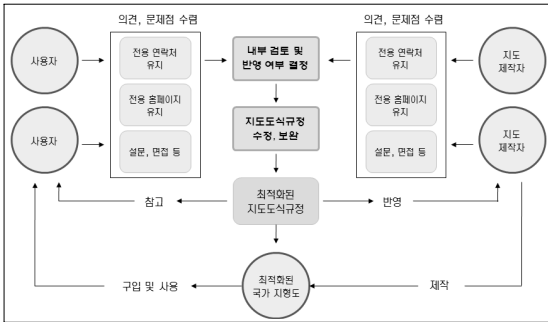 의견, 문제점 수렴
의견, 문제점 수렴
사용자
전용 연락처
유지
내부 검토 및
반영 여부 결정
전용 연락처
유지
지도
제작자
전용 홈페이지
유지
전용 홈페이지
유지
사용자
설문, 면접 등
지도도식규정
수정, 보완
설문, 면접 등
지도
제작자
참고
최적화된
지도도식규정
반영
구입 및 사용
최적화된
국가 지형도
제작